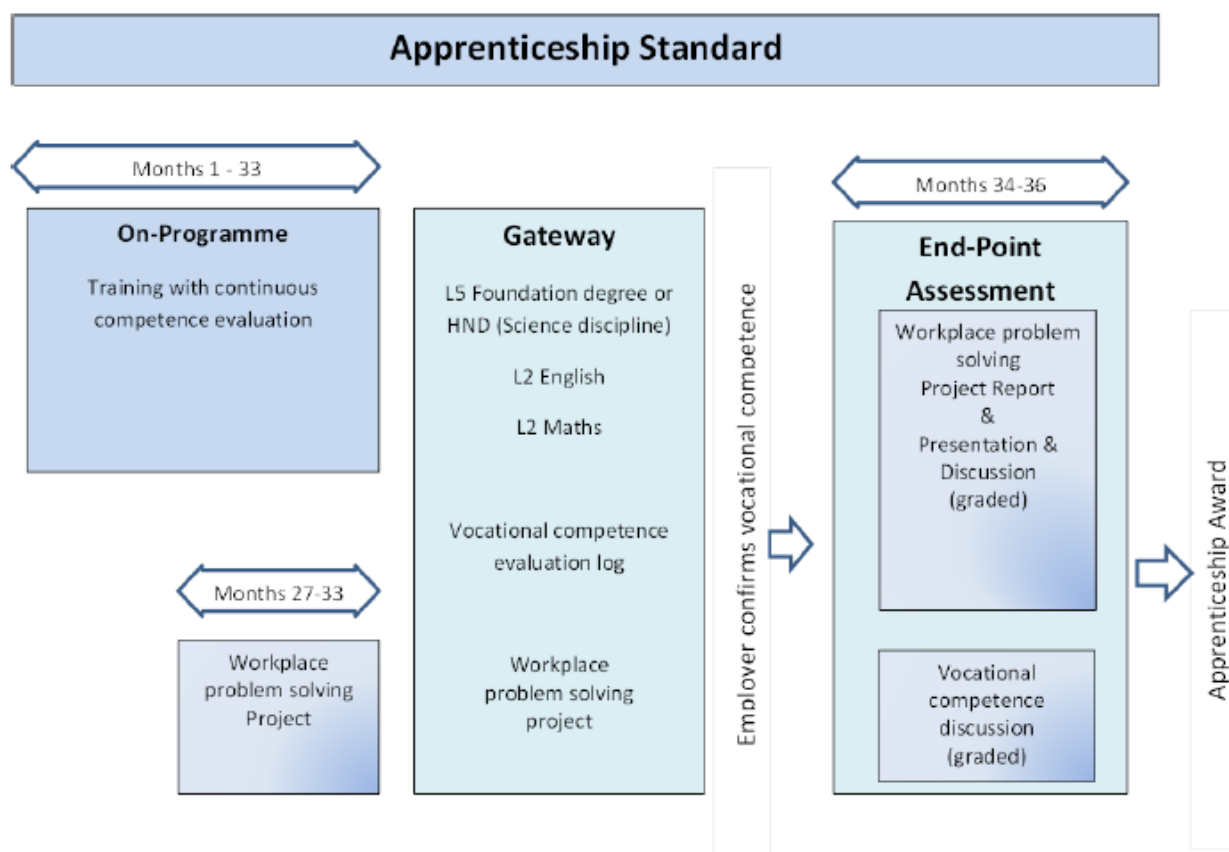 Apprenticeship Standard
Months 1 - 33
On-Programme
Training with continuous
competence evaluation
Months 27-33
Workplace
problem solving
Project
Gateway
L5 Foundation degree or
HND (Science discipline)
L2 English
L2 Maths
Vocational competence
evaluation log
Workplace
problem solving
project
Employer confirms vocational competence
Months 34-36
End-Point
Assessment
Workplace problem
solving
Project Report
&
Presentation &
Discussion
(graded)
Vocational
competence
discussion
(graded)
Apprenticeship Award